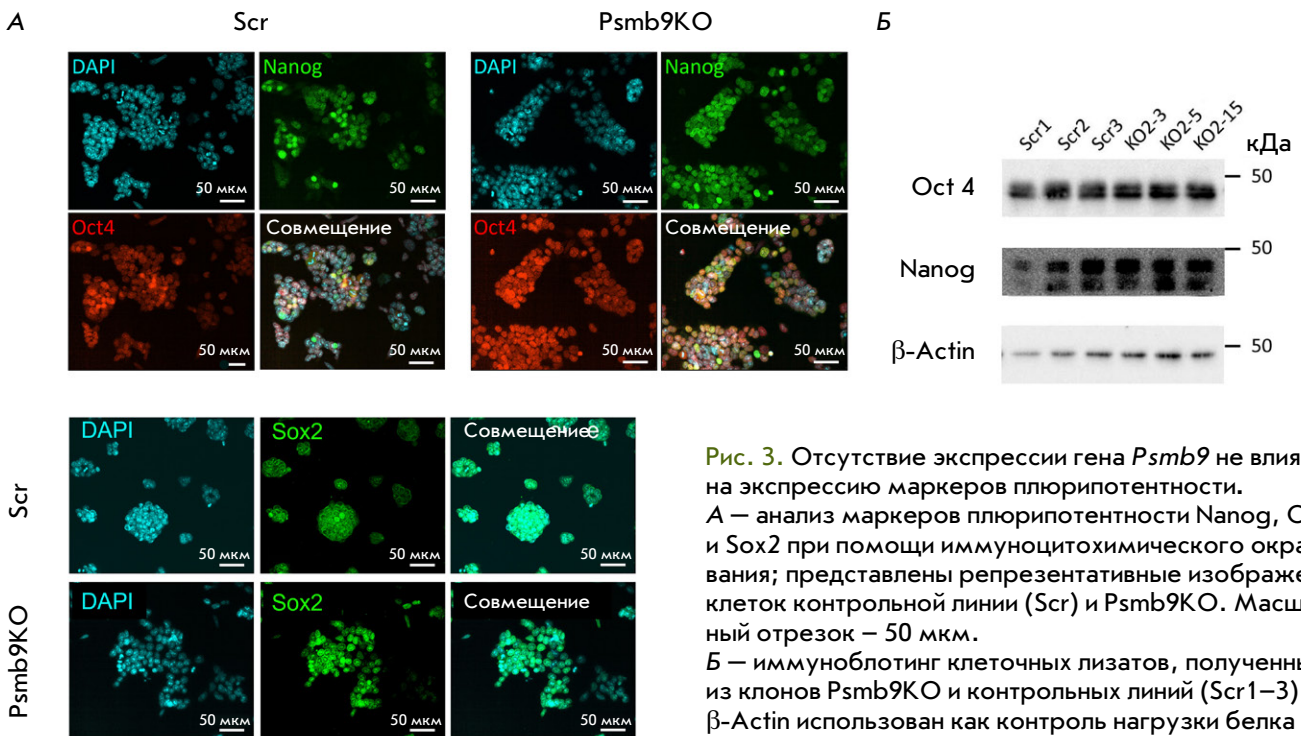 А Scr Psmb9KO Б
DAPI Nanog DAPI Nanog
50 мкм 50 мкм 50 мкм 50 мкм
Oct4 Совмещение Oct4 Совмещение
50 мкм 50 мкм 50 мкм 50 мкм
Scr1 Scr2 Scr3 KO2-3 KO2-5 KO2-15 кДа
Oct 4 50
Nanog 50
β-Actin 50
Scr
DAPI Sox2 Совмещениее
50 мкм 50 мкм 50 мкм
Psmb9KO
DAPI Sox2 Совмещение
50 мкм 50 мкм 50 мкм
Рис. 3. Отсутствие экспрессии гена Psmb9 не влия
на экспрессию маркеров плюрипотентности.
А – анализ маркеров плюрипотентности Nanog, O
и Sox2 при помощи иммуноцитохимического окра
вания; представлены репрезентативные изображе
клеток контрольной линии (Scr) и Psmb9KO. Масш
ный отрезок – 50 мкм.
Б – иммуноблотинг клеточных лизатов, полученны
из клонов Psmb9KO и контрольных линий (Scr1–3)
β-Actin использован как контроль нагрузки белка